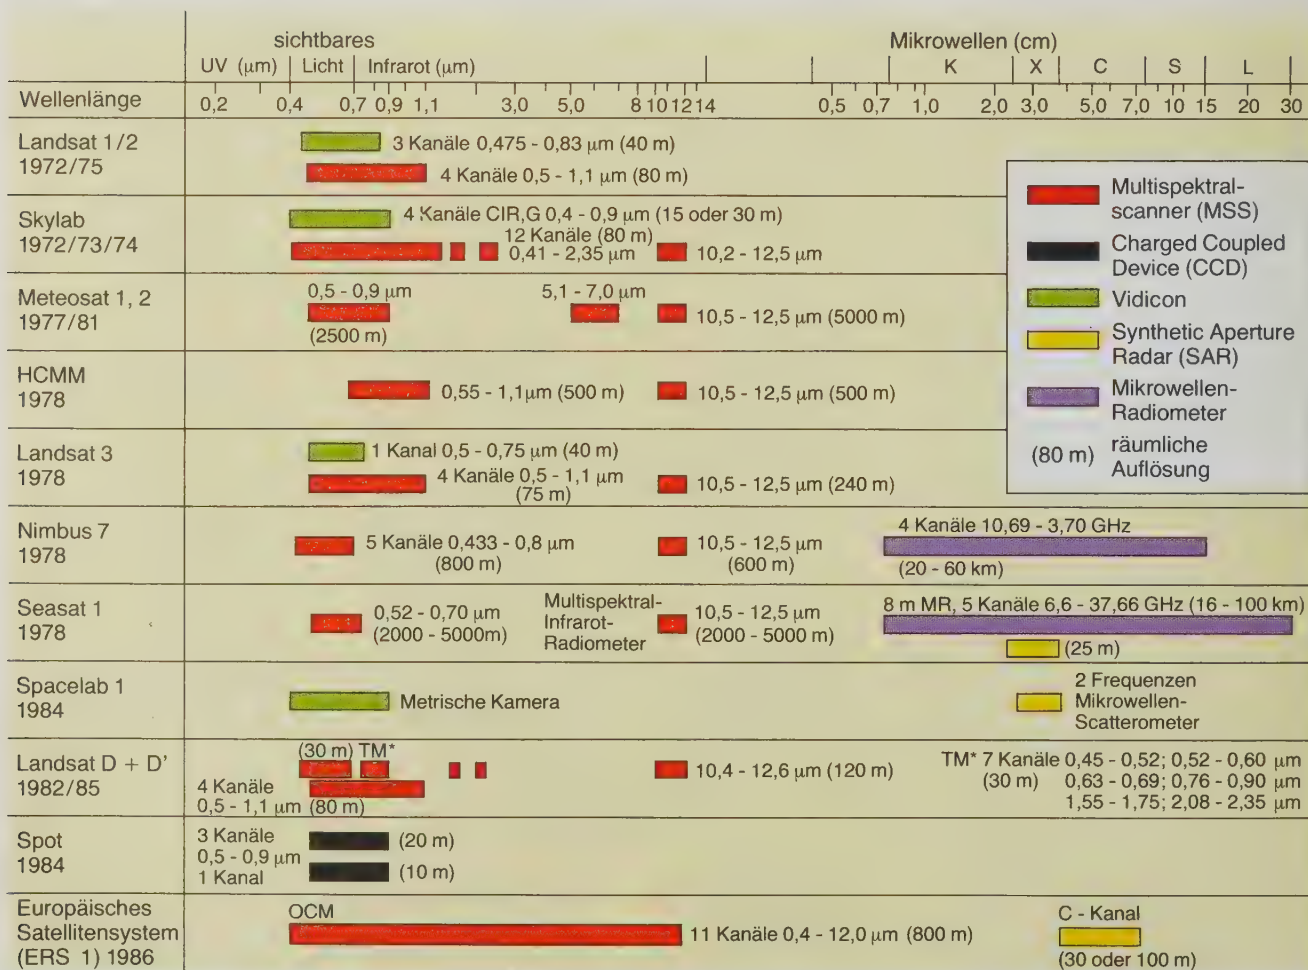 sichtbares
Mikrowellen (cm)
UV (μm) Licht Infrarot (μm) K X C S L
Wellenlänge 0,2 0,4 0,7 0,9 1,1 3,0 5,0 8 10 12 14 0,5 0,7 1,0 2,0 3,0 5,0 7,0 10 15 20 30
Landsat 1/2
1972/75
3 Kanäle 0,475 - 0,83 μm (40 m)
4 Kanäle 0,5 - 1,1 μm (80 m)
Skylab
1972/73/74
4 Kanäle CIR,G 0,4 - 0,9 μm (15 oder 30 m)
12 Kanäle (80 m)
0,41 - 2,35 μm
10,2 - 12,5 μm
Meteosat 1, 2
1977/81
0,5 - 0,9 μm
(2500 m)
5,1 - 7,0 μm
10,5 - 12,5 μm (5000 m)
HCMM
1978
0,55 - 1,1μm (500 m)
10,5 - 12,5 μm (500 m)
Landsat 3
1978
1 Kanal 0,5 - 0,75 μm (40 m)
4 Kanäle 0,5 - 1,1 μm
(75 m)
10,5 - 12,5 μm (240 m)
Multispektral-
scanner (MSS)
Charged Coupled
Device (CCD)
Vidicon
Synthetic Aperture
Radar (SAR)
Mikrowellen-
Radiometer
(80 m) räumliche
Auflösung
Nimbus 7
1978
5 Kanäle 0,433 - 0,8 μm
(800 m)
10,5 - 12,5 μm
(600 m)
4 Kanäle 10,69 - 3,70 GHz
(20 - 60 km)
Seasat 1
1978
0,52 - 0,70 μm
(2000 - 5000m)
Multispektral-
Infrarot-
Radiometer
10,5 - 12,5 μm
(2000 - 5000 m)
8 m MR, 5 Kanäle 6,6 - 37,66 GHz (16 - 100 km)
(25 m)
Spacelab 1
1984
Metrische Kamera
2 Frequenzen
Mikrowellen-
Scatterometer
Landsat D + D'
1982/85
(30 m) TM*
4 Kanäle
0,5 - 1,1 μm (80 m)
10,4 - 12,6 μm (120 m)
TM* 7 Kanäle 0,45 - 0,52; 0,52 - 0,60 μm
(30 m) 0,63 - 0,69; 0,76 - 0,90 μm
1,55 - 1,75; 2,08 - 2,35 μm
Spot
1984
3 Kanäle
0,5 - 0,9 μm
1 Kanal
(20 m)
(10 m)
Europäisches
Satellitensystem
(ERS 1) 1986
OCM
11 Kanäle 0,4 - 12,0 μm (800 m)
C - Kanal
(30 oder 100 m)